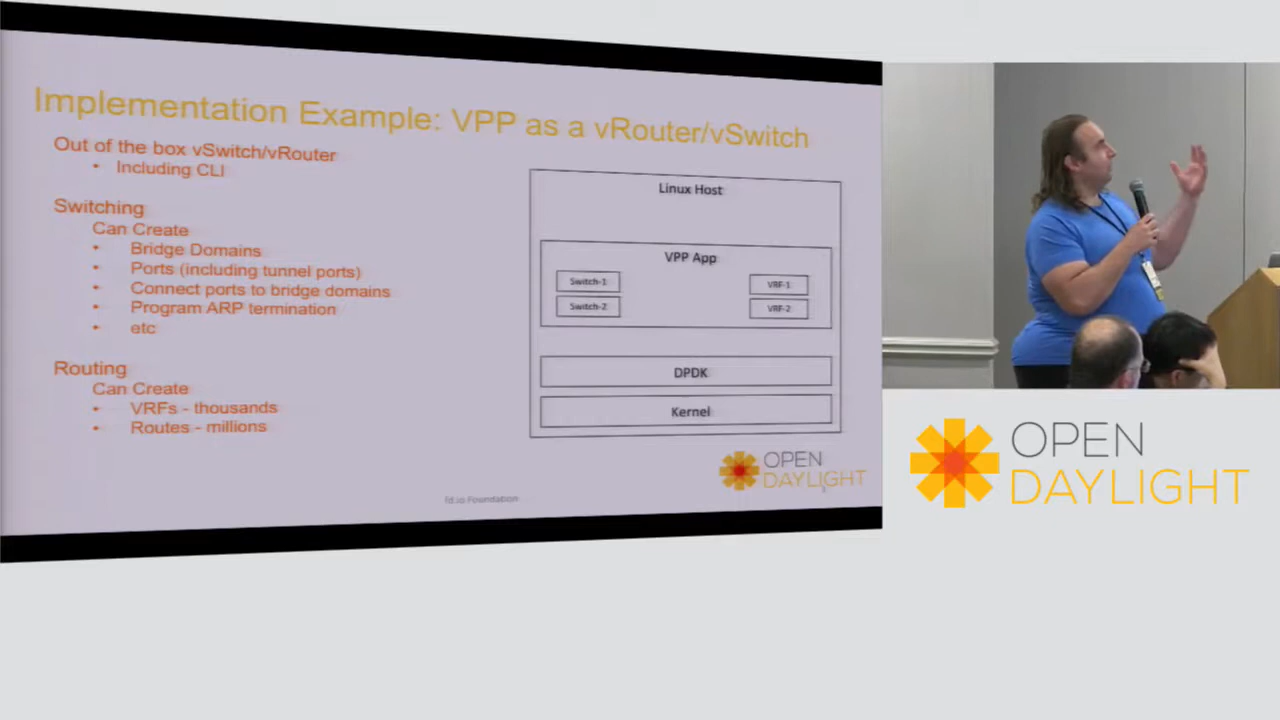 Implementation Example: VPP as a vRouter/vSwitch
Out of the box vSwitch/vRouter
• Including CLI
Switching
Can Create
• Bridge Domains
• Ports (including tunnel ports)
• Connect ports to bridge domains
• Program ARP termination
• etc
Routing
Can Create
• VRFs - thousands
• Routes - millions
Linux Host
VPP App
Switch-1
VRF-1
Switch-2
VRF-2
DPDK
Kernel
OPEN
DAYLIGHT
fd.io Foundation
OPEN
DAYLIGHT